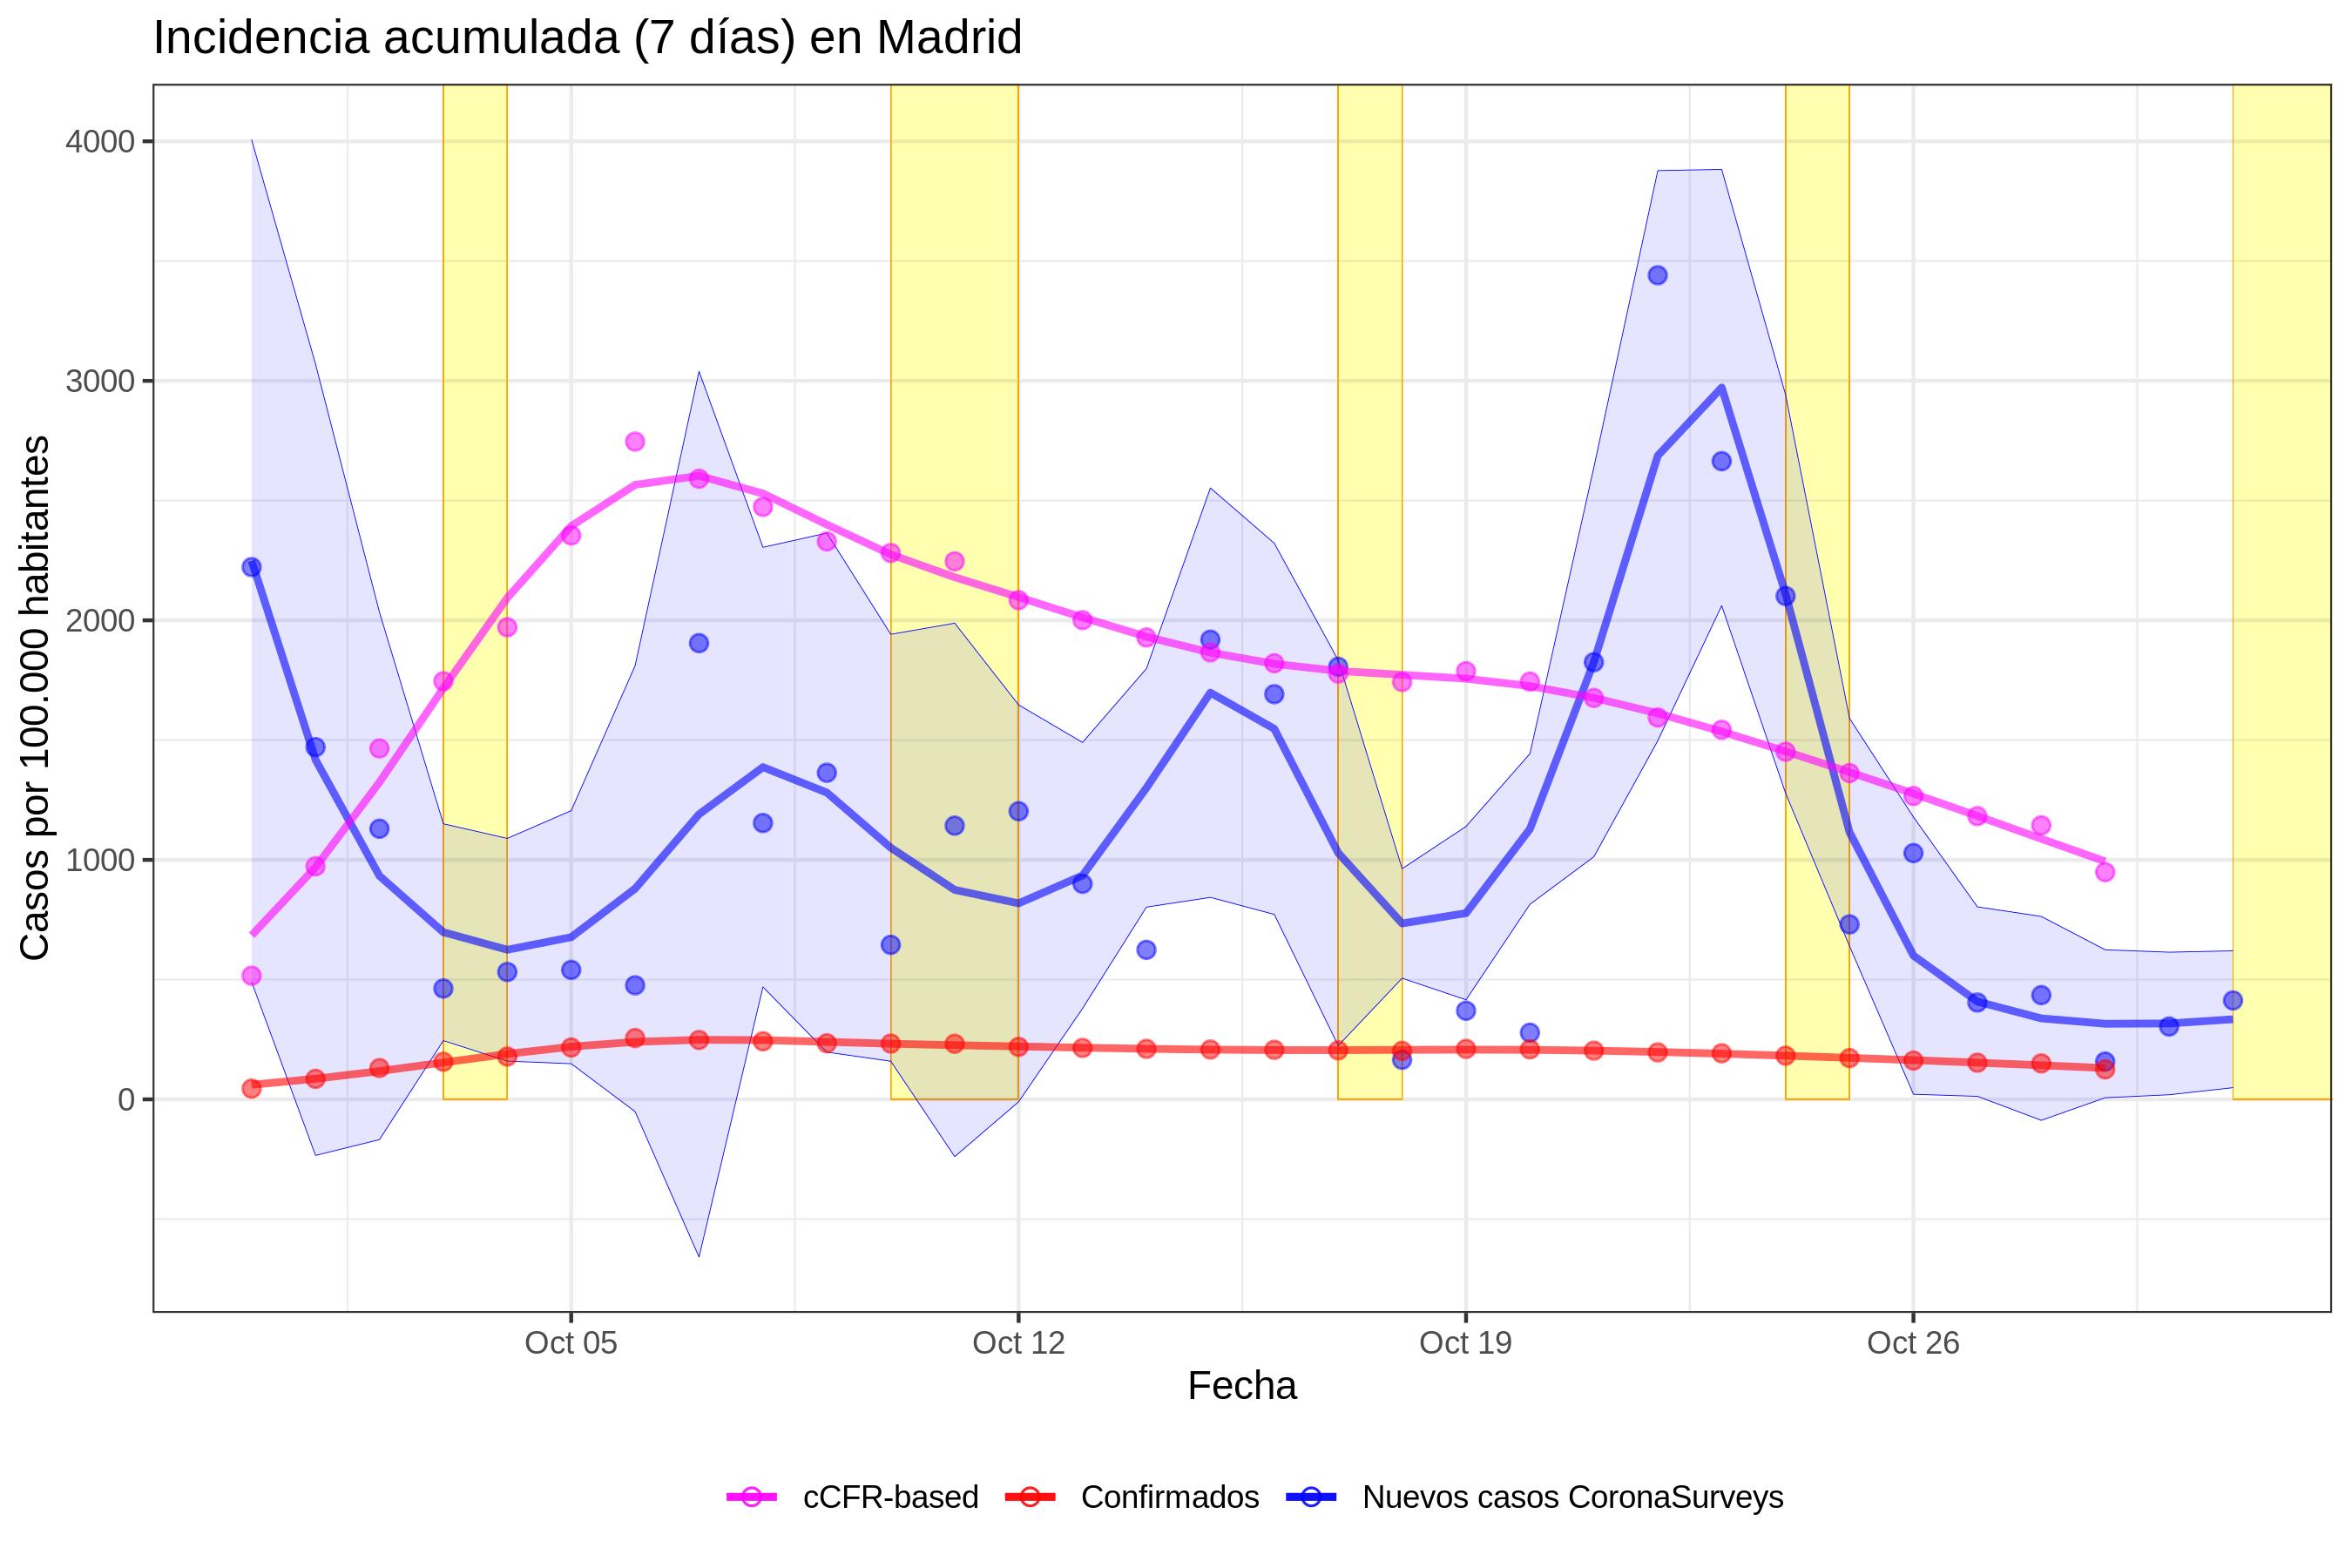 Incidencia acumulada (7 días) en Madrid
Casos por 100.000 habitantes
4000
3000
2000
1000
0
Oct 05
Oct 12
Oct 19
Oct 26
Fecha
cCFR-based
Confirmados
Nuevos casos CoronaSurveys